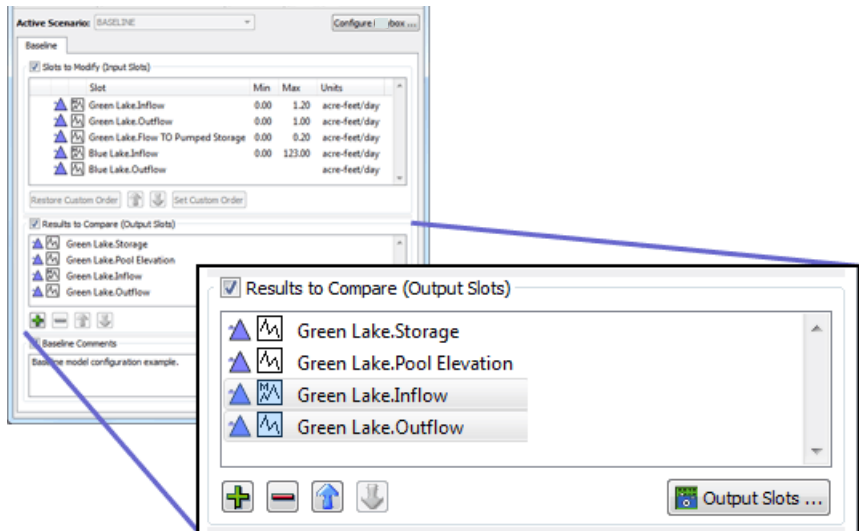 Active Scenario: BASELINE
Baseline
Slots to Modify (Input Slots)
Slot Min Max Units
Green Lake.Inflow 0.00 1.20 acre-feet/day
Green Lake.Outflow 0.00 1.00 acre-feet/day
Green Lake.Flow TO Pumped Storage 0.00 0.20 acre-feet/day
Blue Lake.Inflow 0.00 123.00 acre-feet/day
Blue Lake.Outflow acre-feet/day
Restore Custom Order Set Custom Order
Results to Compare (Output Slots)
Green Lake.Storage
Green Lake.Pool Elevation
Green Lake.Inflow
Green Lake.Outflow
Baseline Comments
Baseline model configuration example.
Results to Compare (Output Slots)
Green Lake.Storage
Green Lake.Pool Elevation
Green Lake.Inflow
Green Lake.Outflow
Output Slots ...